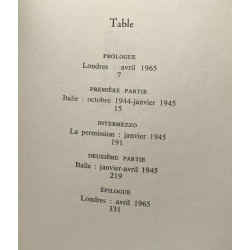 Table
PROLOGUE
Londres : avril 1965
7
PREMIÈRE PARTIE
Italie : octobre 1944-janvier 1945
15
INTERMEZZO
La permission : janvier 1945
191
DEUXIÈME PARTIE
Italie : janvier-avril 1945
219
ÉPILOGUE
Londres : avril 1965
331